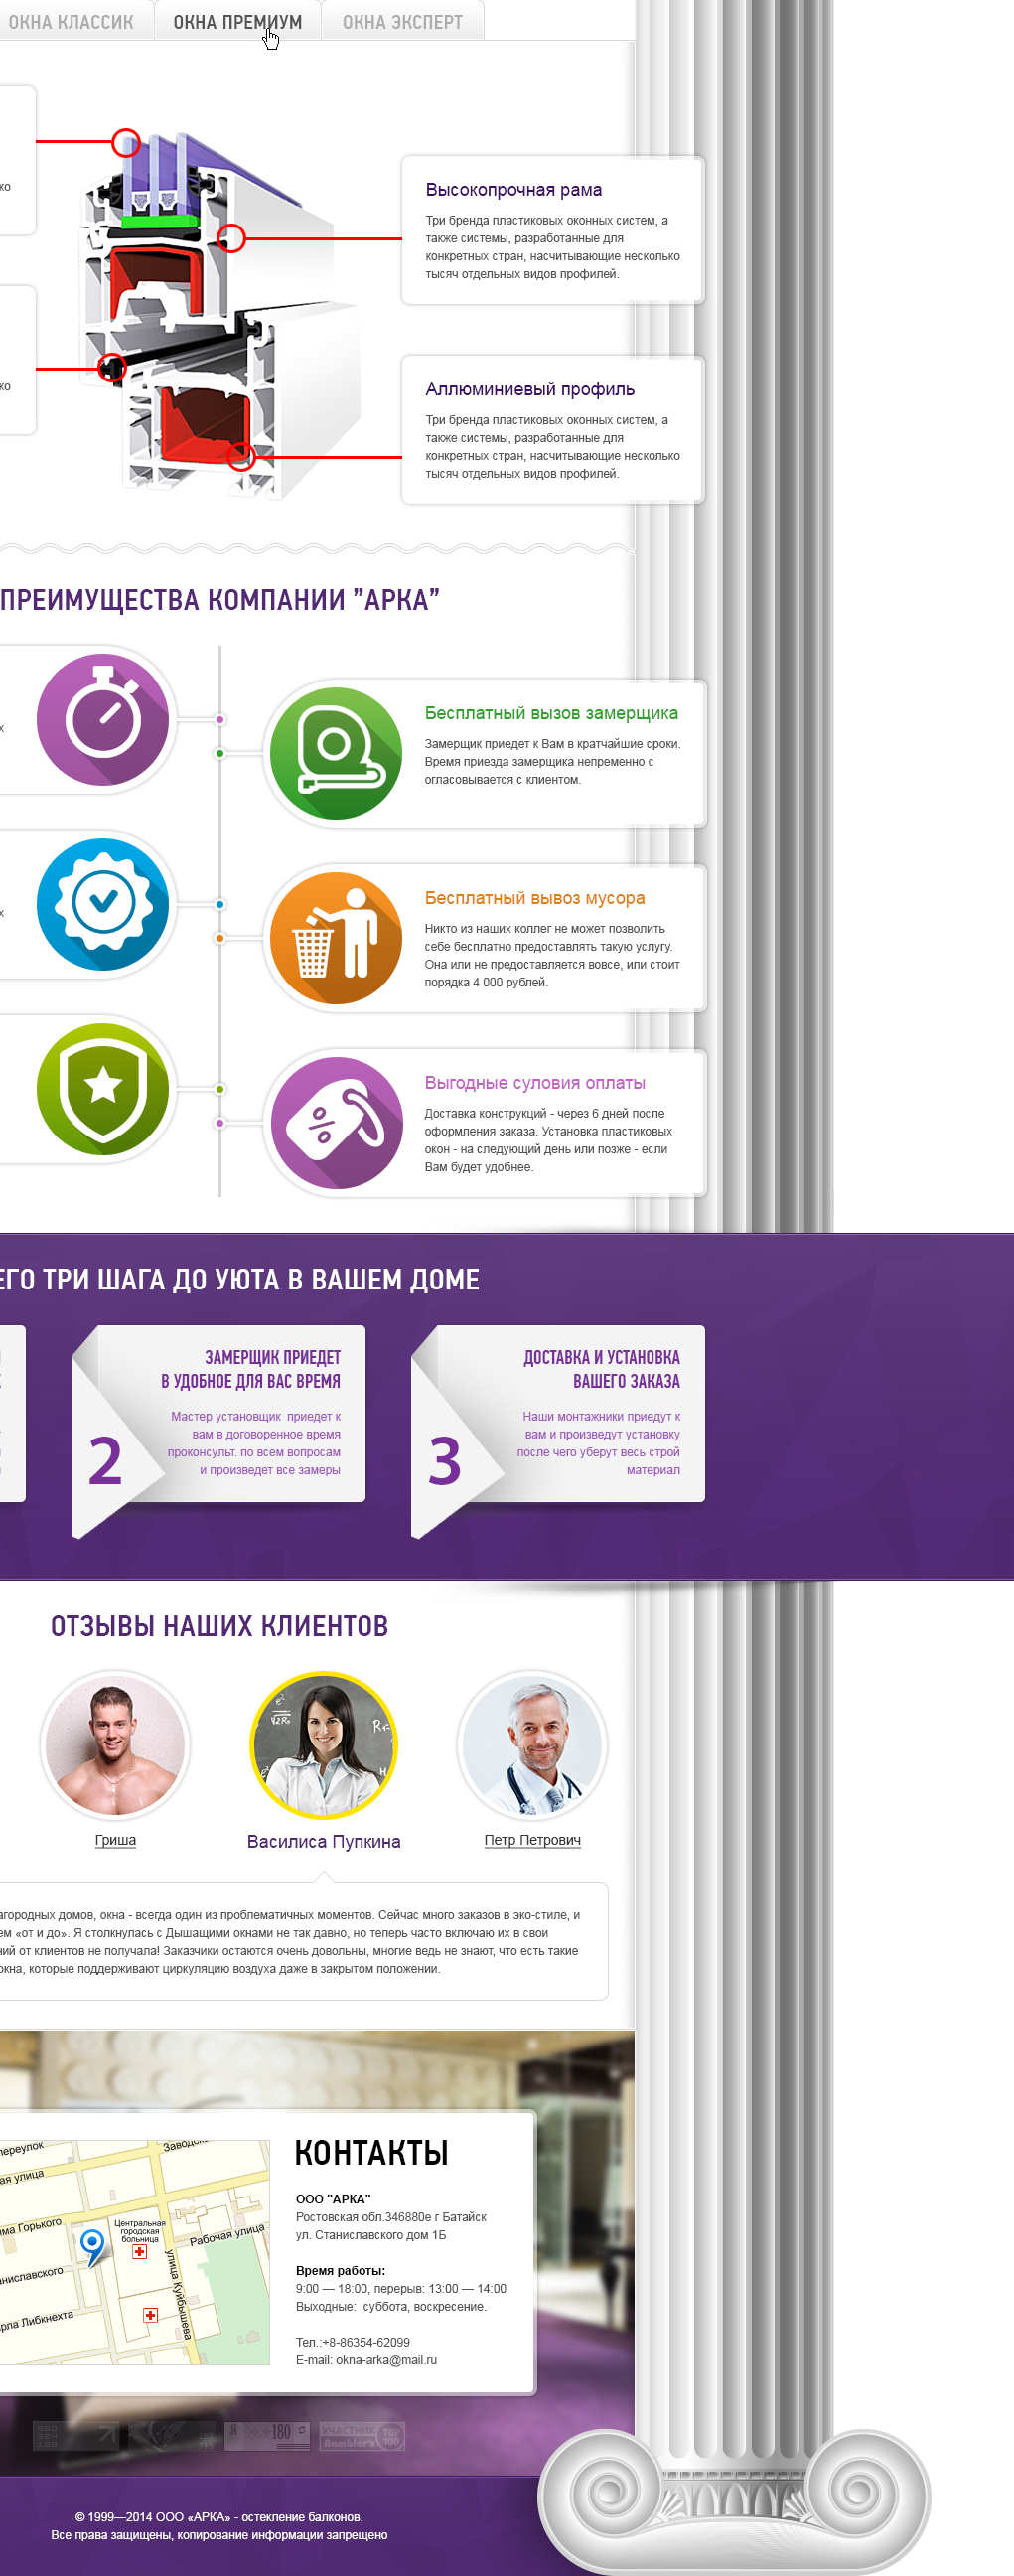 ОКНА КЛАССИК
ОКНА ПРЕМИУМ
ОКНА ЭКСПЕРТ
ко
Высокопрочная рама
Три бренда пластиковых оконных систем, а
также системы, разработанные для
конкретных стран, насчитывающие несколько
тысяч отдельных видов профилей.
ко
Аллюминиевый профиль
Три бренда пластиковых оконных систем, а
также системы, разработанные для
конкретных стран, насчитывающие несколько
тысяч отдельных видов профилей.
ПРЕИМУЩЕСТВА КОМПАНИИ ”АРКА”
х
Бесплатный вызов замерщика
Замерщик приедет к Вам в кратчайшие сроки.
Время приезда замерщика непременно с
огласовывается с клиентом.
х
Бесплатный вывоз мусора
Никто из наших коллег не может позволить
себе бесплатно предоставлять такую услугу.
Она или не предоставляется вовсе, или стоит
порядка 4 000 рублей.
%
Выгодные суловия оплаты
Доставка конструкций - через 6 дней после
оформления заказа. Установка пластиковых
окон - на следующий день или позже - если
Вам будет удобнее.
ЕГО ТРИ ШАГА ДО УЮТА В ВАШЕМ ДОМЕ
ЗАМЕРЩИК ПРИЕДЕТ
В УДОБНОЕ ДЛЯ ВАС ВРЕМЯ
Мастер установщик приедет к
вам в договоренное время
проконсульт. по всем вопросам
и произведет все замеры
2
ДОСТАВКА И УСТАНОВКА
ВАШЕГО ЗАКАЗА
Наши монтажники приедут к
вам и произведут установку
после чего уберут весь строй
материал
3
ОТЗЫВЫ НАШИХ КЛИЕНТОВ
Гриша
Василиса Пупкина
Петр Петрович
агородных домов, окна - всегда один из проблематичных моментов. Сейчас много заказов в эко-стиле, и
ем «от и до». Я столкнулась с Дышащими окнами не так давно, но теперь часто включаю их в свои
ний от клиентов не получала! Заказчики остаются очень довольны, многие ведь не знают, что есть такие
окна, которые поддерживают циркуляцию воздуха даже в закрытом положении.
переулок
Заводск
ая улица
има Горького
Центральная
городская
больница
Рабочая улица
аниславского
улица Куйбышева
рла Либкнехта
КОНТАКТЫ
ООО "АРКА"
Ростовская обл.346880е г Батайск
ул. Станиславского дом 1Б
Время работы:
9:00 — 18:00, перерыв: 13:00 — 14:00
Выходные: суббота, воскресение.
Тел.:+8-86354-62099
E-mail: okna-arka@mail.ru
Я 180
УЧАСТНИК
Rambler's
TOP
100
© 1999—2014 ООО «АРКА» - остекление балконов.
Все права защищены, копирование информации запрещено